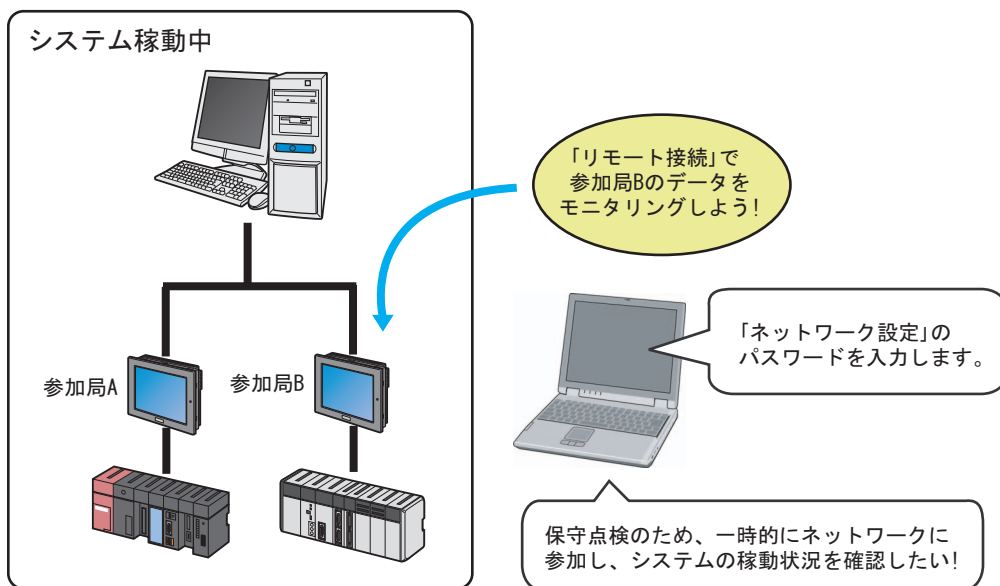 システム稼動中
「リモート接続」で
参加局Bのデータを
モニタリングしよう!
「ネットワーク設定」の
パスワードを入力します。
参加局A
参加局B
保守点検のため、一時的にネットワークに
参加し、システムの稼動状況を確認したい!